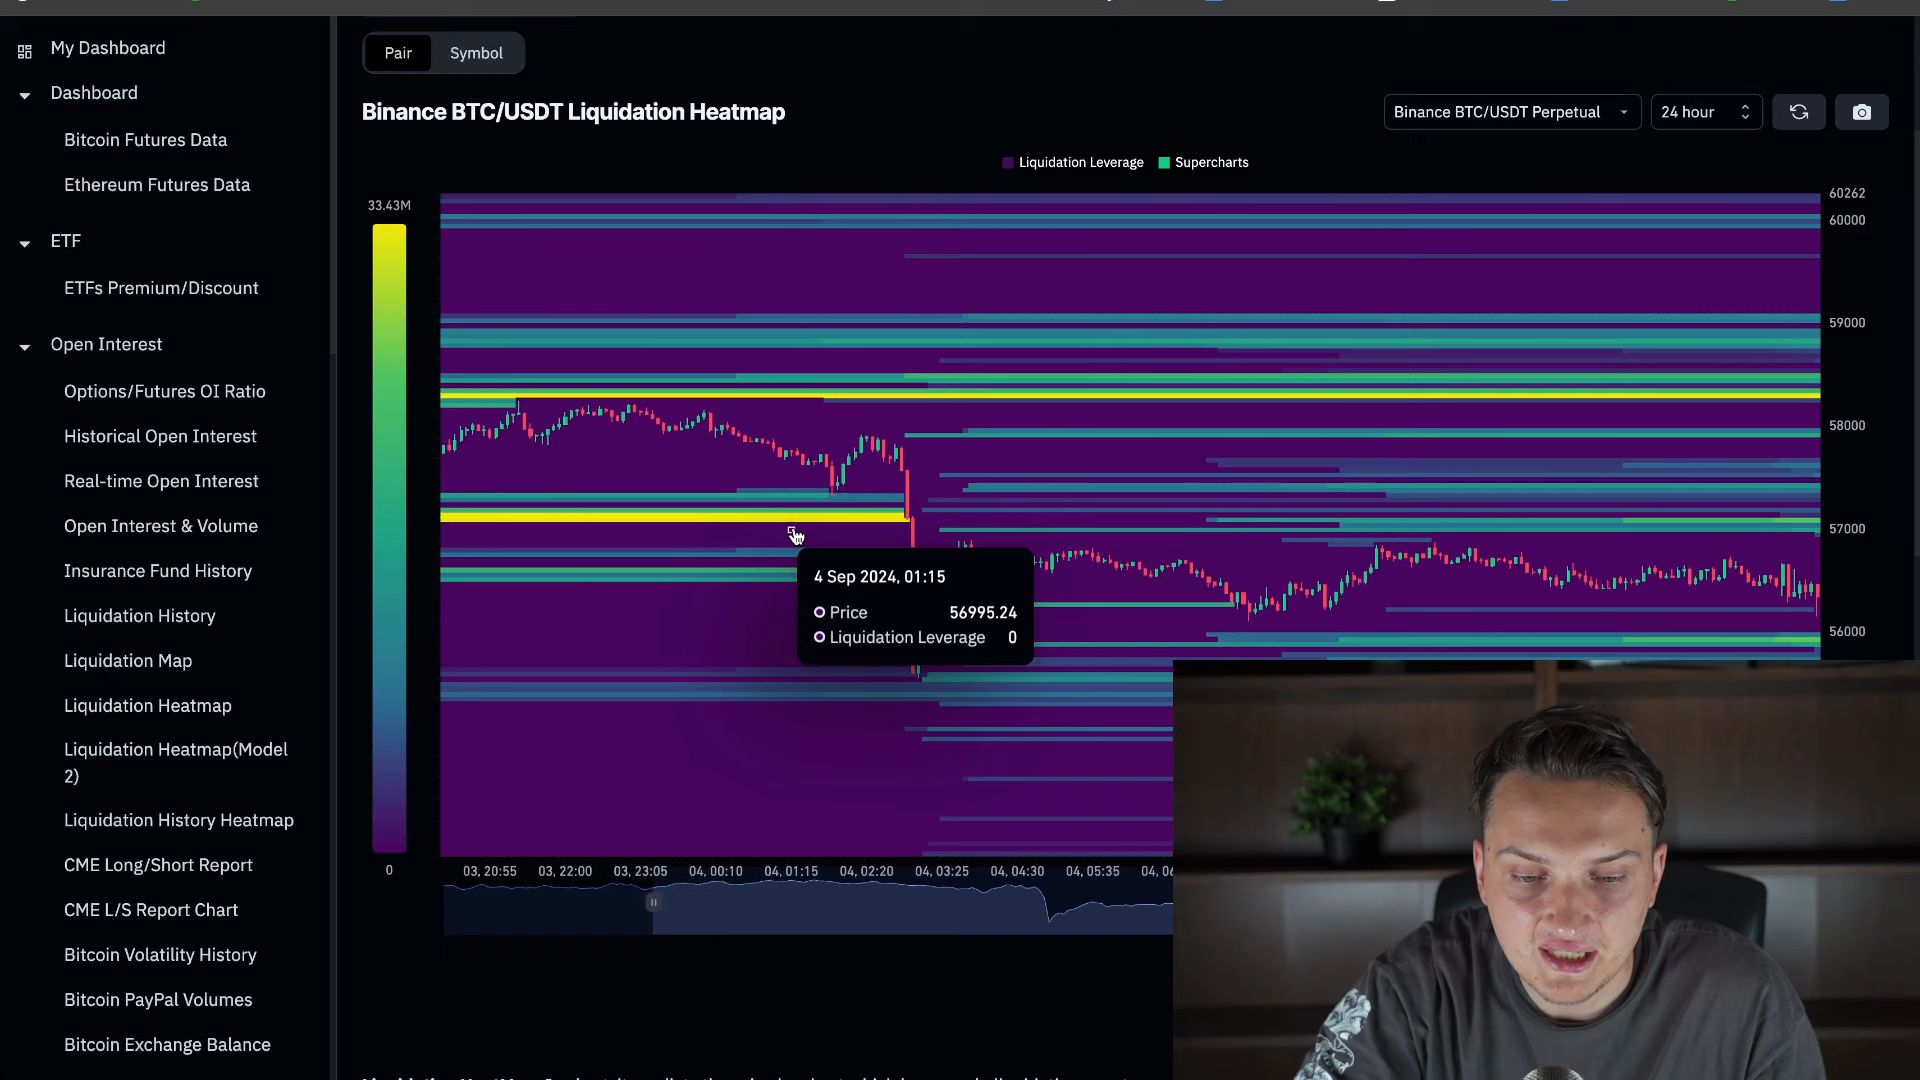 My Dashboard
Dashboard
Bitcoin Futures Data
Ethereum Futures Data
ETF
ETFs Premium/Discount
Open Interest
Options/Futures OI Ratio
Historical Open Interest
Real-time Open Interest
Open Interest & Volume
Insurance Fund History
Liquidation History
Liquidation Map
Liquidation Heatmap
Liquidation Heatmap(Model
2)
Liquidation History Heatmap
CME Long/Short Report
CME L/S Report Chart
Bitcoin Volatility History
Bitcoin PayPal Volumes
Bitcoin Exchange Balance
Pair Symbol
Binance BTC/USDT Liquidation Heatmap
Binance BTC/USDT Perpetual 24 hour
Liquidation Leverage Supercharts
33.43M
0
60262
60000
59000
58000
57000
56000
4 Sep 2024, 01:15
Price 56995.24
Liquidation Leverage 0
03, 20:55 03, 22:00 03, 23:05 04, 00:10 04, 01:15 04, 02:20 04, 03:25 04, 04:30 04, 05:35 04, 06